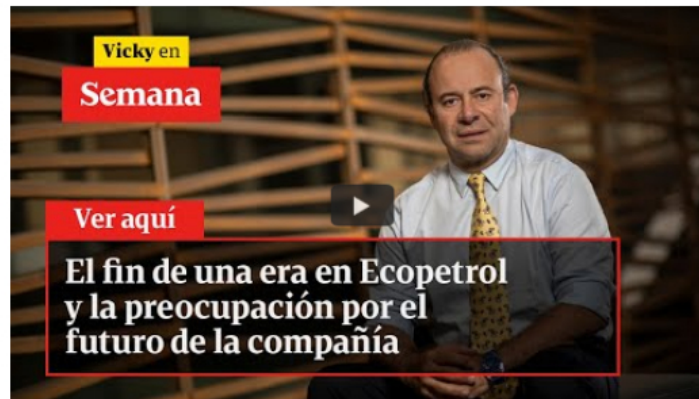 Vicky en
Semana
Ver aquí
El fin de una era en Ecopetrol
y la preocupación por el
futuro de la compañía